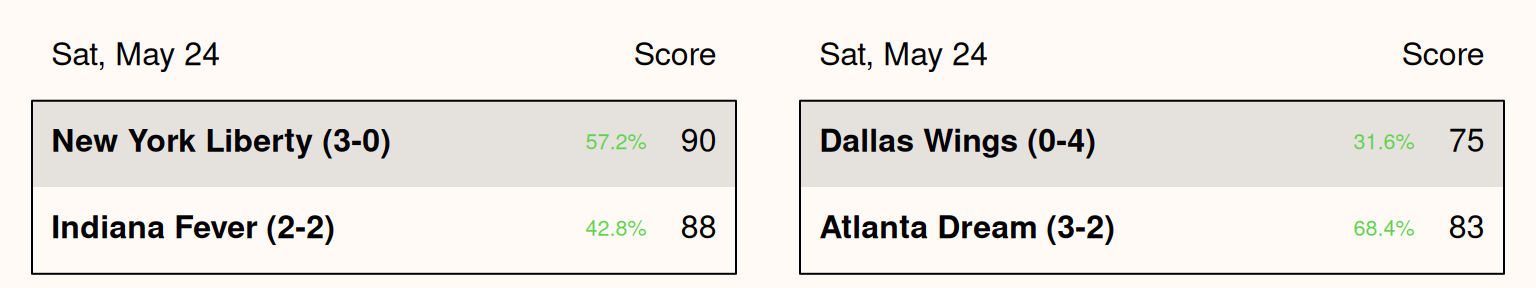 Sat, May 24 Score
New York Liberty (3-0) 57.2% 90
Indiana Fever (2-2) 42.8% 88
Sat, May 24 Score
Dallas Wings (0-4) 31.6% 75
Atlanta Dream (3-2) 68.4% 83